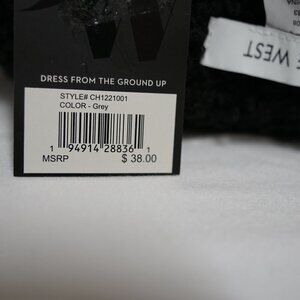 DRESS FROM THE GROUND UP
STYLE# CH1221001
COLOR - Grey
1 94914 28836 1
MSRP $ 38.00
WEST